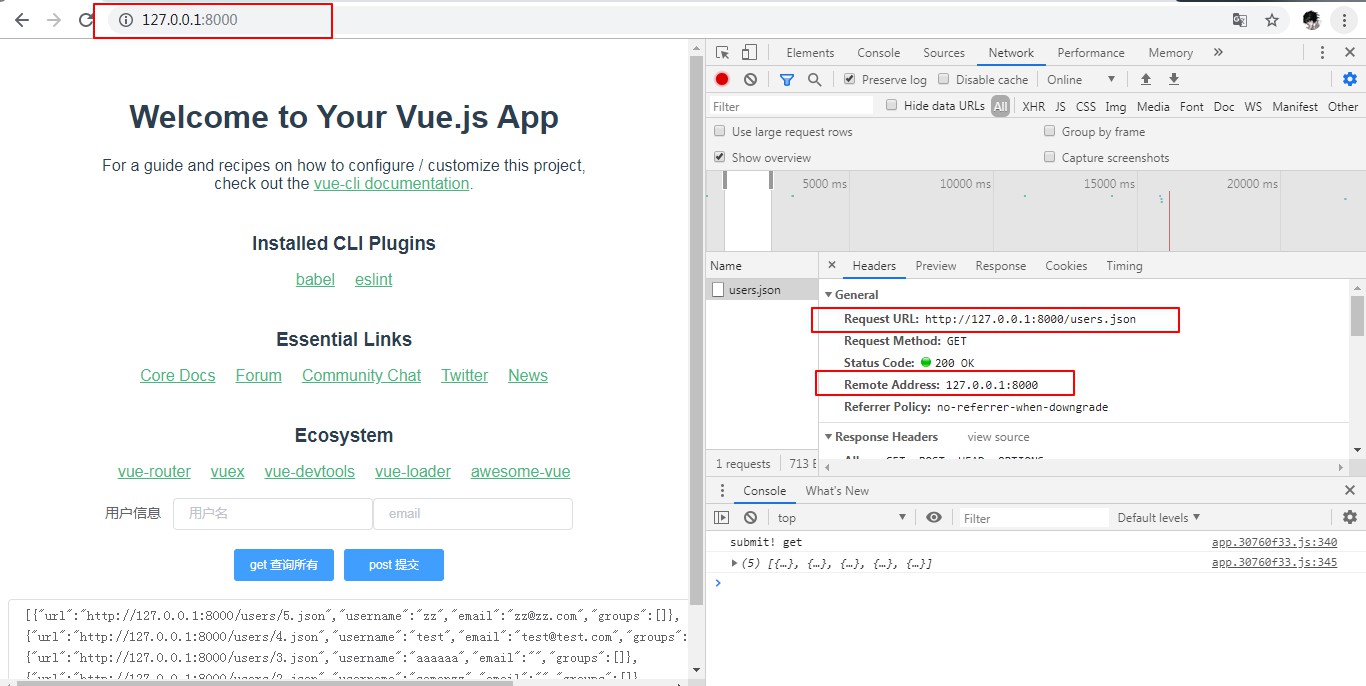 127.0.0.1:8000
Welcome to Your Vue.js App
For a guide and recipes on how to configure / customize this project,
check out the vue-cli documentation.
Installed CLI Plugins
babel eslint
Essential Links
Core Docs Forum Community Chat Twitter News
Ecosystem
vue-router vuex vue-devtools vue-loader awesome-vue
用户信息 用户名 email
get 查询所有 post 提交
[{"url":"http://127.0.0.1:8000/users/5.json","username":"zz","email":"zz@zz.com","groups":[]},
{"url":"http://127.0.0.1:8000/users/4.json","username":"test","email":"test@test.com","groups":
{"url":"http://127.0.0.1:8000/users/3.json","username":"aaaaaa","email":"","groups":[]},
Elements Console Sources Network Performance Memory »
Preserve log Disable cache Online
Filter Hide data URLs All XHR JS CSS Img Media Font Doc WS Manifest Other
Use large request rows Group by frame
Show overview Capture screenshots
5000 ms 10000 ms 15000 ms 20000 ms
Name
users.json
1 requests 713 B
Headers Preview Response Cookies Timing
General
Request URL: http://127.0.0.1:8000/users.json
Request Method: GET
Status Code: 200 OK
Remote Address: 127.0.0.1:8000
Referrer Policy: no-referrer-when-downgrade
Response Headers view source
Console What's New
top Filter Default levels
submit! get app.30760f33.js:340
(5) [{…}, {…}, {…}, {…}, {…}] app.30760f33.js:345